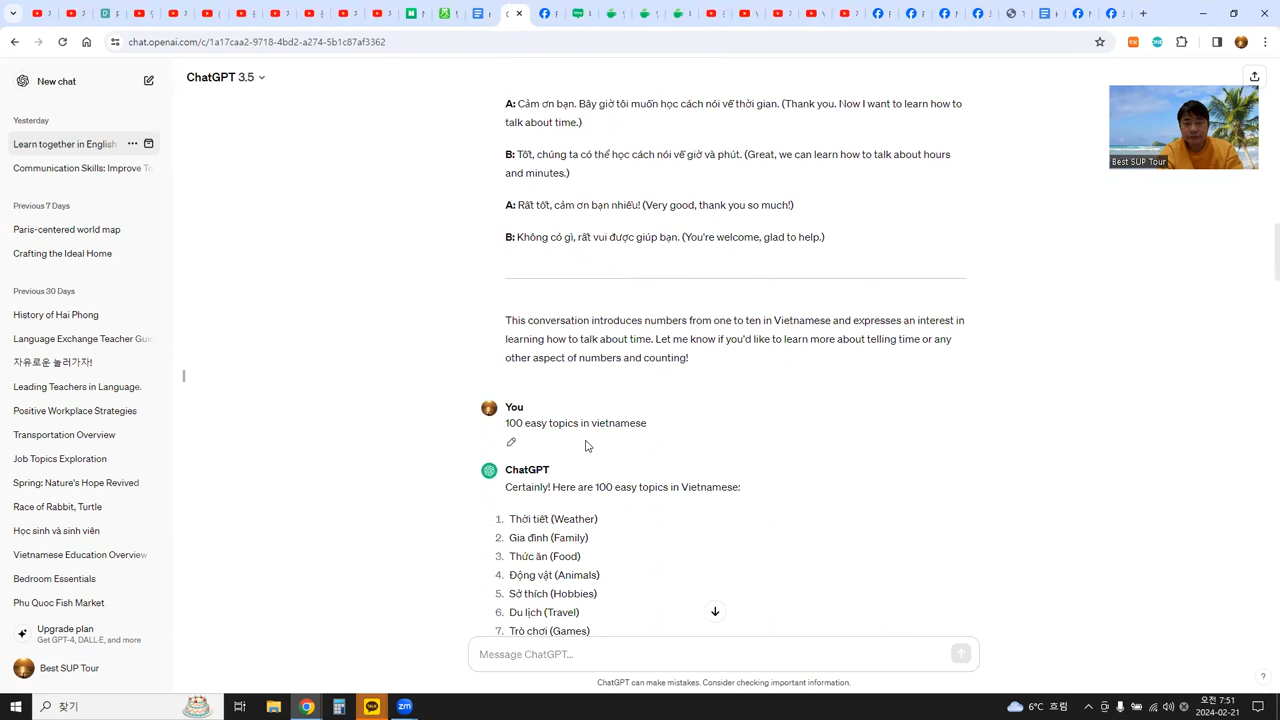 chat.openai.com/c/1a17caa2-9718-4bd2-a274-5b1c87af3362
New chat
ChatGPT 3.5
Yesterday
Learn together in English
Communication Skills: Improve
Previous 7 Days
Paris-centered world map
Crafting the Ideal Home
Previous 30 Days
History of Hai Phong
Language Exchange Teacher Gui
자유로운 놀러가자!
Leading Teachers in Language.
Positive Workplace Strategies
Transportation Overview
Job Topics Exploration
Spring: Nature's Hope Revived
Race of Rabbit, Turtle
Học sinh và sinh viên
Vietnamese Education Overview
Bedroom Essentials
Phu Quoc Fish Market
Upgrade plan
Get GPT-4, DALL·E, and more
Best SUP Tour
A: Cảm ơn bạn. Bây giờ tôi muốn học cách nói về thời gian. (Thank you. Now I want to learn how to
talk about time.)
B: Tốt, chúng ta có thể học cách nói về giờ và phút. (Great, we can learn how to talk about hours
and minutes.)
A: Rất tốt, cảm ơn bạn nhiều! (Very good, thank you so much!)
B: Không có gì, rất vui được giúp bạn. (You're welcome, glad to help.)
This conversation introduces numbers from one to ten in Vietnamese and expresses an interest in
learning how to talk about time. Let me know if you'd like to learn more about telling time or any
other aspect of numbers and counting!
You
100 easy topics in vietnamese
ChatGPT
Certainly! Here are 100 easy topics in Vietnamese:
1. Thời tiết (Weather)
2. Gia đình (Family)
3. Thức ăn (Food)
4. Động vật (Animals)
5. Sở thích (Hobbies)
6. Du lịch (Travel)
7. Trò chơi (Games)
Message ChatGPT...
ChatGPT can make mistakes. Consider checking important information.
?
Best SUP Tour
찾기
TALK
zm
6°C 흐림
오전 7:51
2024-02-21